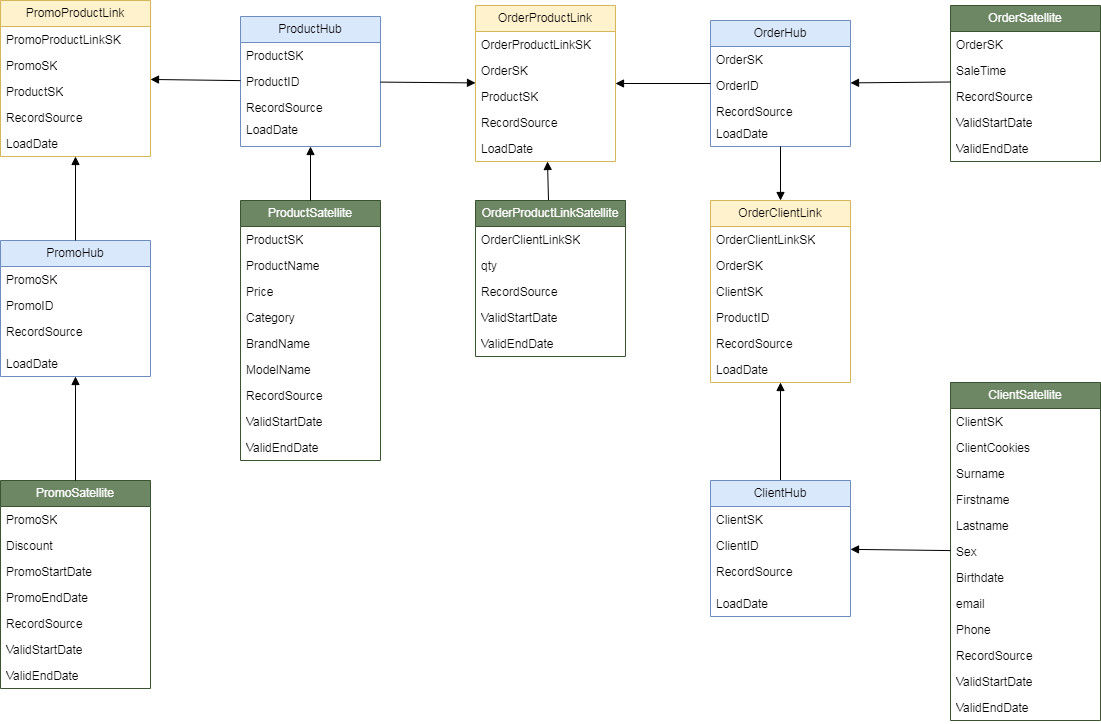 PromoProductLink
PromoProductLinkSK
PromoSK
ProductSK
RecordSource
LoadDate
ProductHub
ProductSK
ProductID
RecordSource
LoadDate
OrderProductLink
OrderProductLinkSK
OrderSK
ProductSK
RecordSource
LoadDate
OrderHub
OrderSK
OrderID
RecordSource
LoadDate
OrderSatellite
OrderSK
SaleTime
RecordSource
ValidStartDate
ValidEndDate
PromoHub
PromoSK
PromoID
RecordSource
LoadDate
ProductSatellite
ProductSK
ProductName
Price
Category
BrandName
ModelName
RecordSource
ValidStartDate
ValidEndDate
OrderProductLinkSatellite
OrderClientLinkSK
qty
RecordSource
ValidStartDate
ValidEndDate
OrderClientLink
OrderClientLinkSK
OrderSK
ClientSK
ProductID
RecordSource
LoadDate
PromoSatellite
PromoSK
Discount
PromoStartDate
PromoEndDate
RecordSource
ValidStartDate
ValidEndDate
ClientHub
ClientSK
ClientID
RecordSource
LoadDate
ClientSatellite
ClientSK
ClientCookies
Surname
Firstname
Lastname
Sex
Birthdate
email
Phone
RecordSource
ValidStartDate
ValidEndDate